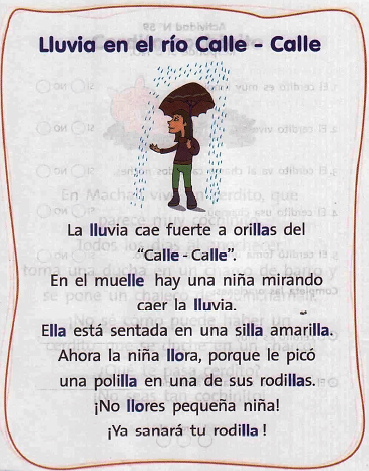 Lluvia en el río Calle - Calle
La lluvia cae fuerte a orillas del
“Calle - Calle”.
En el muelle hay una niña mirando
caer la lluvia.
Ella está sentada en una silla amarilla.
Ahora la niña llora, porque le picó
una polilla en una de sus rodillas.
¡No llores pequeña niña!
¡Ya sanará tu rodilla!